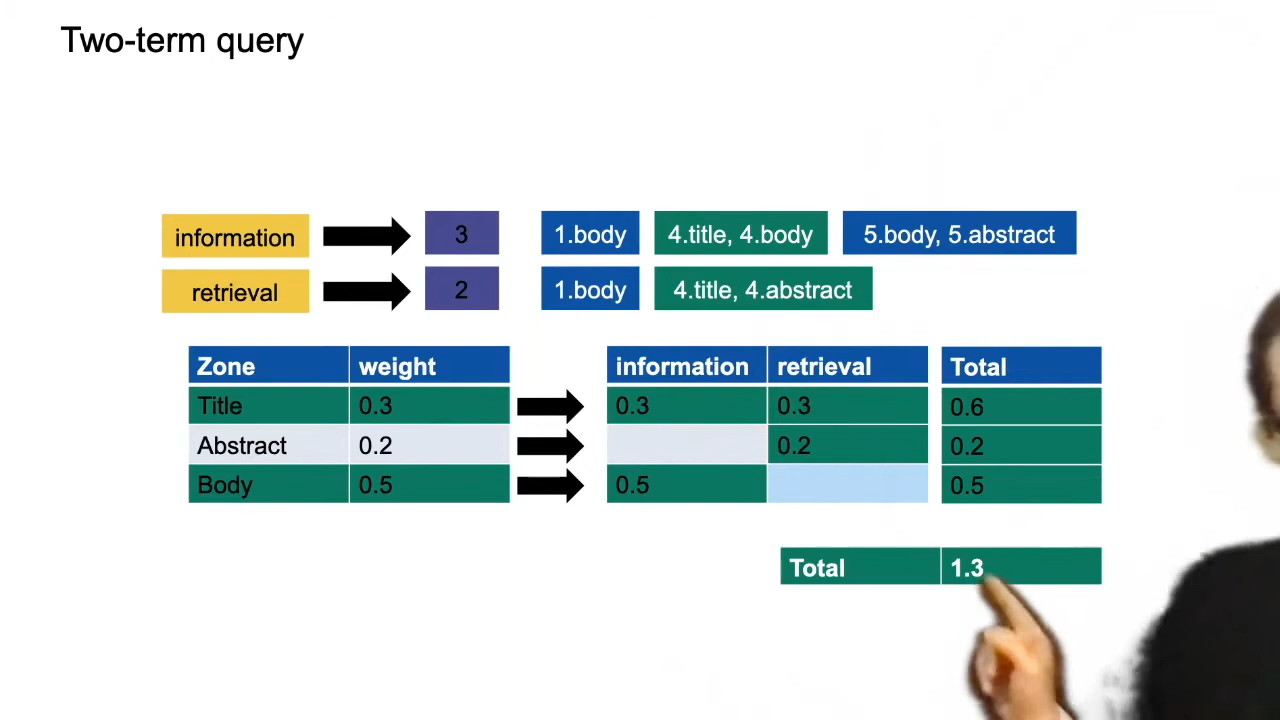 Two-term query
information 3 1.body 4.title, 4.body 5.body, 5.abstract
retrieval 2 1.body 4.title, 4.abstract
Zone weight information retrieval Total
Title 0.3 0.3 0.3 0.6
Abstract 0.2 0.2 0.2
Body 0.5 0.5 0.5
Total 1.3